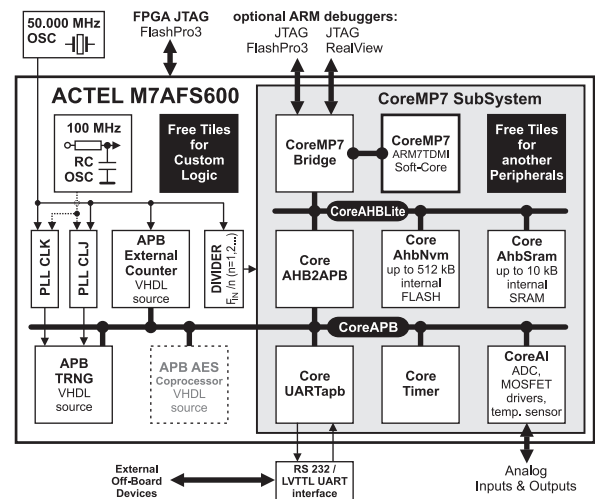 50.000 MHz
OSC
FPGA JTAG
FlashPro3
optional ARM debuggers:
JTAG
FlashPro3
JTAG
RealView
ACTEL M7AFS600
CoreMP7 SubSystem
100 MHz
RC
OSC
Free Tiles
for
Custom
Logic
CoreMP7
Bridge
CoreMP7
ARM7TDMI
Soft-Core
Free Tiles
for
another
Peripherals
CoreAHBLite
PLL CLK
PLL CLJ
APB
External
Counter
VHDL
source
DIVIDER
FIN /n (n=1,2...)
Core
AHB2APB
Core
AhbNvm
up to 512 kB
internal
FLASH
Core
AhbSram
up to 10 kB
internal
SRAM
CoreAPB
APB
TRNG
VHDL
source
APB AES
Coprocessor
VHDL
source
Core
UARTapb
Core
Timer
CoreAI
ADC,
MOSFET
drivers,
temp. sensor
External
Off-Board
Devices
RS 232 /
LVTTL UART
interface
Analog
Inputs & Outputs